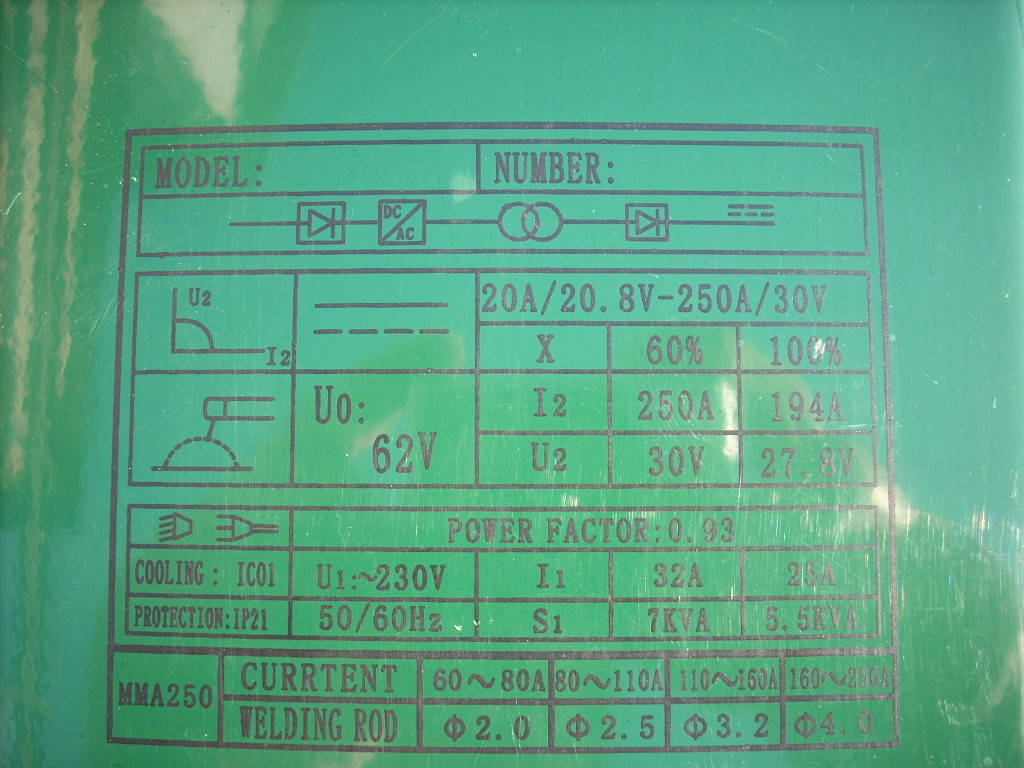 MODEL: NUMBER:
DC
AC
U2
I2
20A/20.8V-250A/30V
X 60% 100%
U0:
62V
I2 250A 194A
U2 30V 27.8V
POWER FACTOR:0.93
COOLING: IC01 U1:~230V I1 32A 25A
PROTECTION:IP21 50/60Hz S1 7KVA 5.5KVA
MMA250
CURRTENT 60~80A 80~110A 110~160A
WELDING ROD Φ2.0 Φ2.5 Φ3.2 Φ4.0